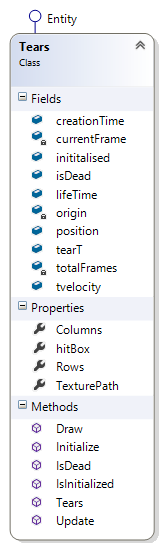 Entity
Tears
Class
Fields
creationTime
currentFrame
inititalised
isDead
lifeTime
origin
position
tearT
totalFrames
tvelocity
Properties
Columns
hitBox
Rows
TexturePath
Methods
Draw
Initialize
IsDead
IsInitialized
Tears
Update